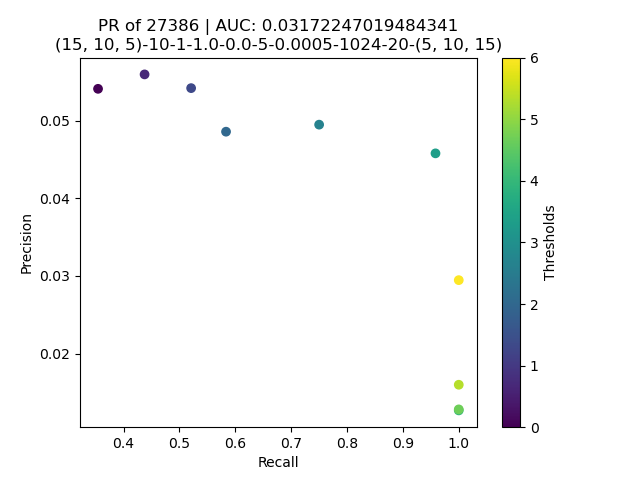 PR of 27386 | AUC: 0.03172247019484341
(15, 10, 5)-10-1-1.0-0.0-5-0.0005-1024-20-(5, 10, 15)
6
5
4
3
2
1
0
Thresholds
0.05
0.04
0.03
0.02
Precision
0.4 0.5 0.6 0.7 0.8 0.9 1.0
Recall